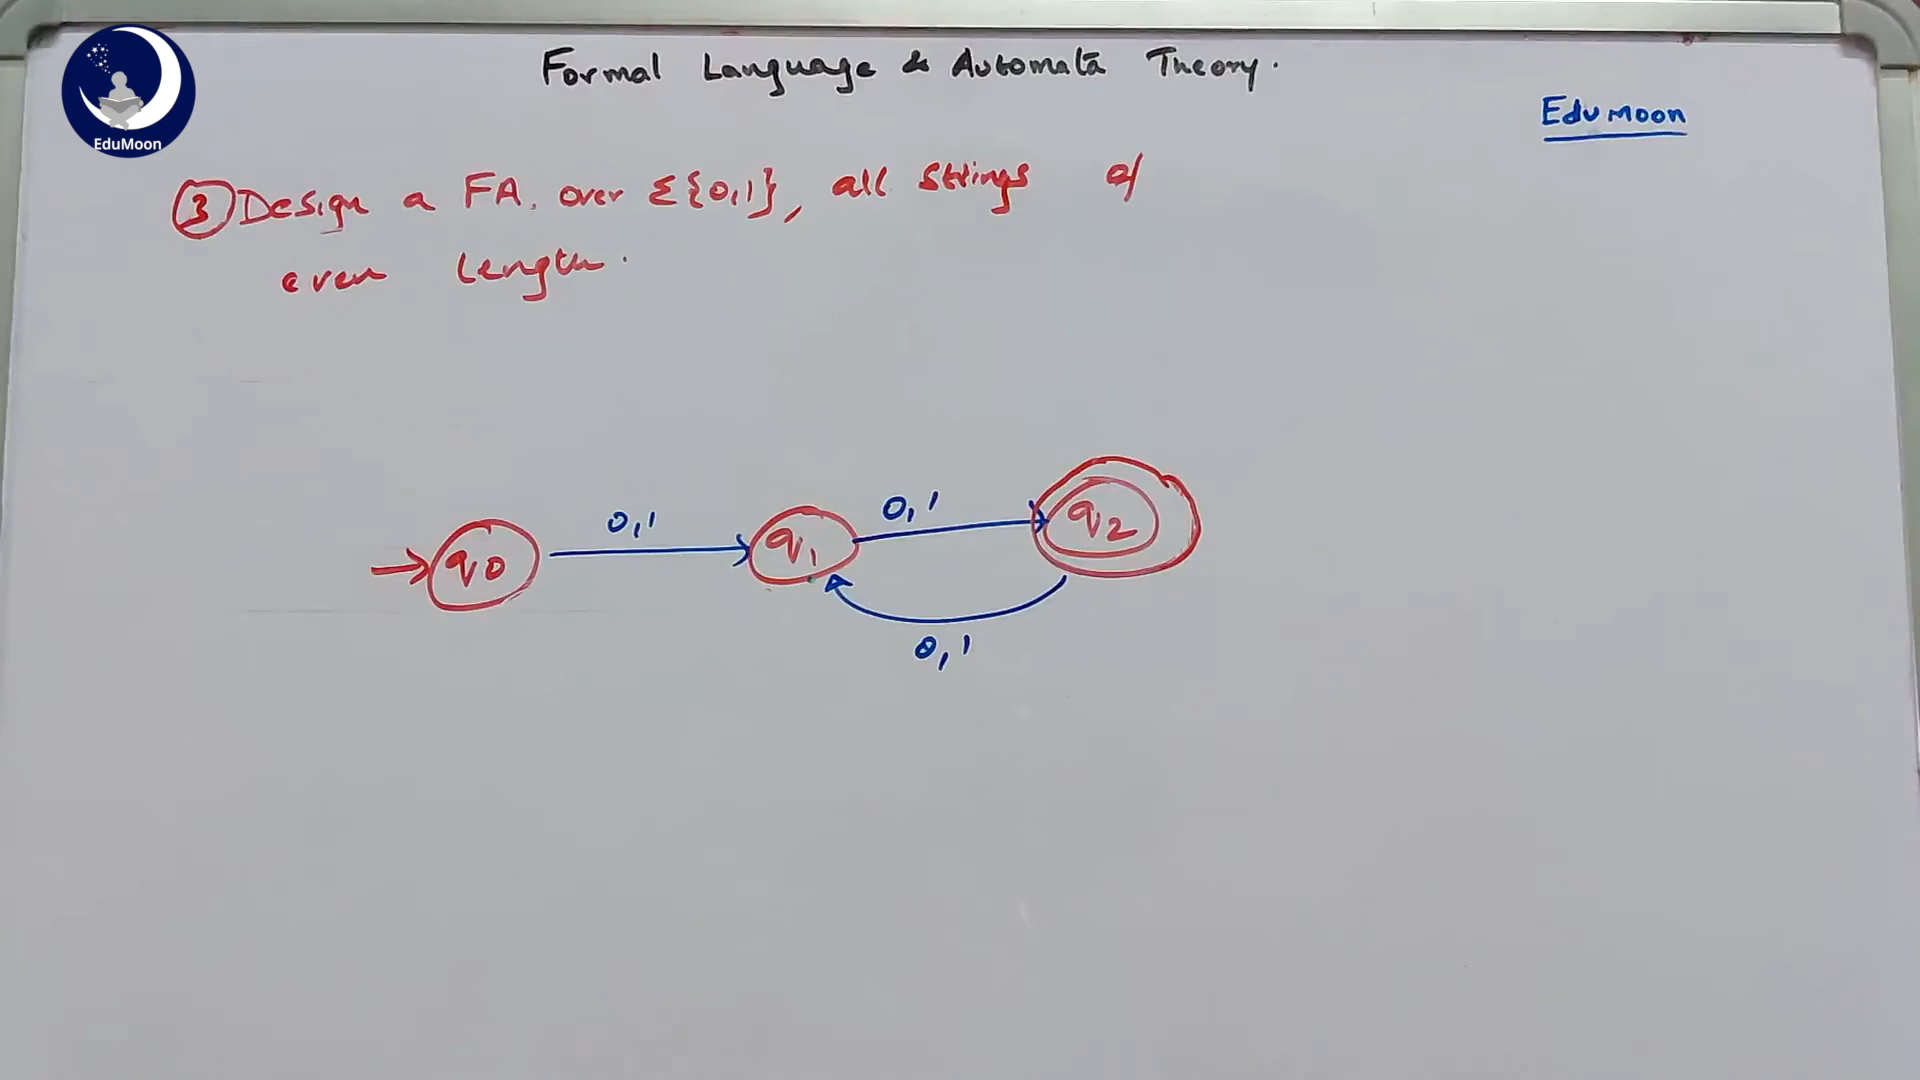 Formal Language & Automata Theory.
EduMoon
Edu Moon
③ Design a FA. over Σ{0,1}, all strings of
even length.
0,1
0,1
q0
q1
q2
0,1